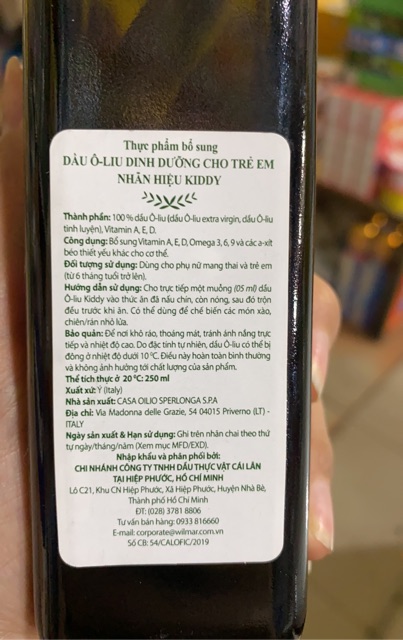 Thực phẩm bổ sung
DẦU Ô-LIU DINH DƯỠNG CHO TRẺ EM
NHÃN HIỆU KIDDY
Thành phần: 100 % dầu Ô-liu (dầu Ô-liu extra virgin, dầu Ô-liu
tinh luyện), Vitamin A, E, D.
Công dụng: Bổ sung Vitamin A, E, D, Omega 3, 6, 9 và các a-xít
béo thiết yếu khác cho cơ thể.
Đối tượng sử dụng: Dùng cho phụ nữ mang thai và trẻ em
(từ 6 tháng tuổi trở lên).
Hướng dẫn sử dụng: Cho trực tiếp một muỗng (05 ml) dầu
Ô-liu Kiddy vào thức ăn đã nấu chín, còn nóng, sau đó trộn
đều trước khi ăn. Có thể dùng để chế biến các món xào,
chiên/rán nhỏ lửa.
Bảo quản: Để nơi khô ráo, thoáng mát, tránh ánh nắng trực
tiếp và nhiệt độ cao. Do đặc tính tự nhiên, dầu Ô-liu có thể bị
đông ở nhiệt độ dưới 10 °C. Điều này hoàn toàn bình thường
và không ảnh hưởng tới chất lượng của sản phẩm.
Thể tích thực ở 20 °C: 250 ml
Xuất xứ: Ý (Italy)
Nhà sản xuất: CASA OILIO SPERLONGA S.P.A
Địa chỉ: Via Madonna delle Grazie, 54 04015 Priverno (LT) -
ITALY
Ngày sản xuất & Hạn sử dụng: Ghi trên nhãn chai theo thứ
tự ngày/tháng/năm (Xem mục MFD/EXD).
Nhập khẩu và phân phối bởi:
CHI NHÁNH CÔNG TY TNHH DẦU THỰC VẬT CÁI LÂN
TẠI HIỆP PHƯỚC, HỒ CHÍ MINH
Lô C21, Khu CN Hiệp Phước, Xã Hiệp Phước, Huyện Nhà Bè,
Thành phố Hồ Chí Minh
ĐT: (028) 3781 8806
Tư vấn bán hàng: 0933 816660
E-mail: corporate@wilmar.com.vn
Số CB: 54/CALOFIC/2019